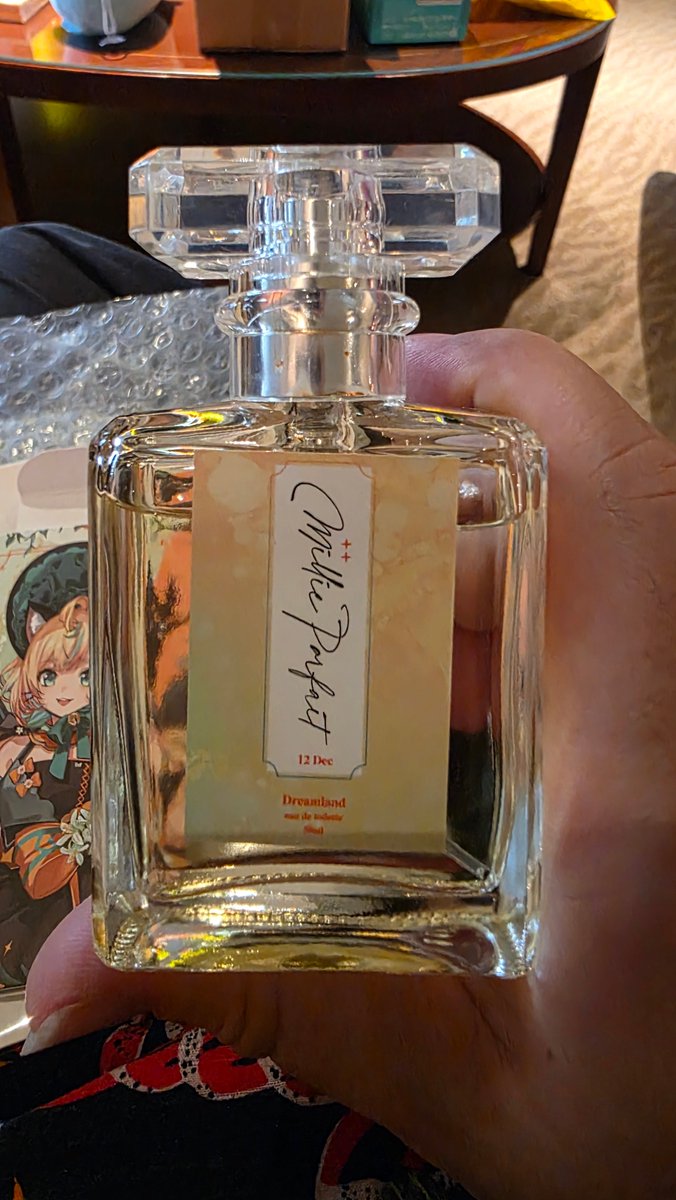 Millie Parfait
12 Dec
Dreamland
eau de toilette
50ml